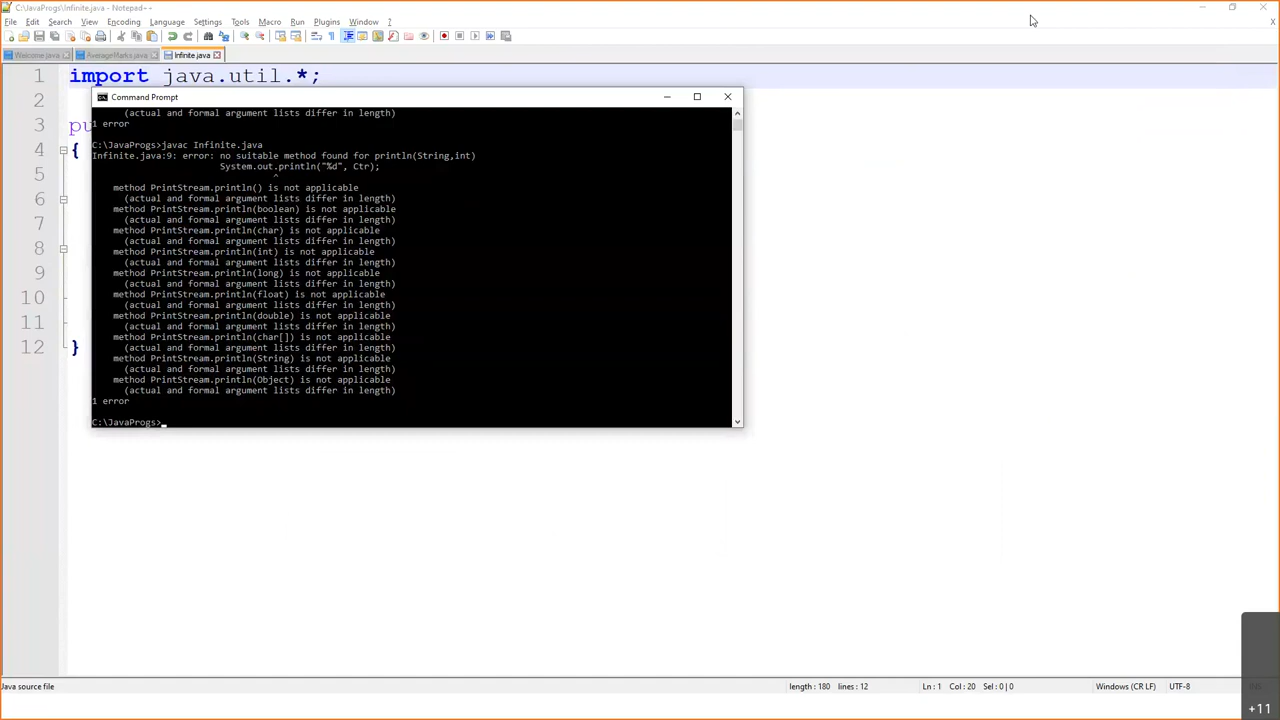 C:\JavaProgs\Infinite.java - Notepad++
File Edit Search View Encoding Language Settings Tools Macro Run Plugins Window ?
X
Welcome.java AverageMarks.java Infinite.java
1 import java.util.*;
2
3 pu
4 {
5
6
7
8
9
10
11
12 }
Command Prompt
(actual and formal argument lists differ in length)
1 error
C:\JavaProgs>javac Infinite.java
Infinite.java:9: error: no suitable method found for println(String,int)
System.out.println("%d", Ctr);
^
method PrintStream.println() is not applicable
(actual and formal argument lists differ in length)
method PrintStream.println(boolean) is not applicable
(actual and formal argument lists differ in length)
method PrintStream.println(char) is not applicable
(actual and formal argument lists differ in length)
method PrintStream.println(int) is not applicable
(actual and formal argument lists differ in length)
method PrintStream.println(long) is not applicable
(actual and formal argument lists differ in length)
method PrintStream.println(float) is not applicable
(actual and formal argument lists differ in length)
method PrintStream.println(double) is not applicable
(actual and formal argument lists differ in length)
method PrintStream.println(char[]) is not applicable
(actual and formal argument lists differ in length)
method PrintStream.println(String) is not applicable
(actual and formal argument lists differ in length)
method PrintStream.println(Object) is not applicable
(actual and formal argument lists differ in length)
1 error
C:\JavaProgs>
Java source file length : 180 lines : 12 Ln : 1 Col : 20 Sel : 0 | 0 Windows (CR LF) UTF-8
+11